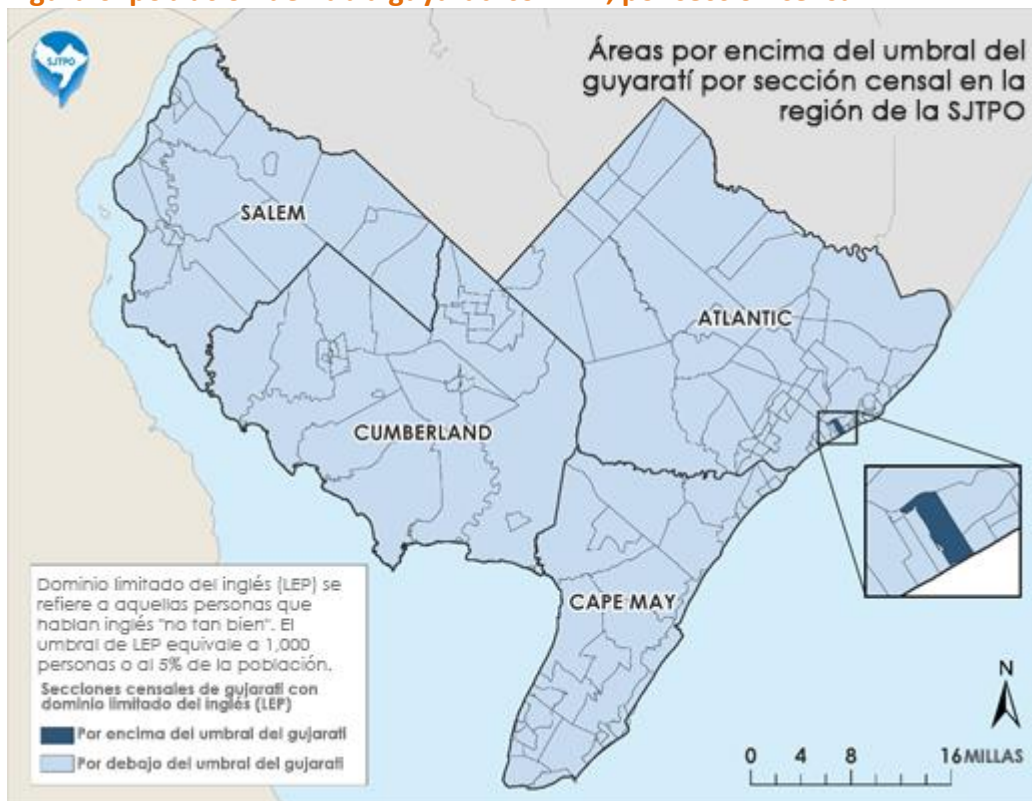 SJTPO
Áreas por encima del umbral del
guyaratí por sección censal en la
región de la SJTPO
SALEM
ATLANTIC
CUMBERLAND
CAPE MAY
Dominio limitado del inglés (LEP) se
refiere a aquellas personas que
hablan inglés "no tan bien". El
umbral de LEP equivale a 1,000
personas o al 5% de la población.
Secciones censales de gujarati con
dominio limitado del inglés (LEP)
Por encima del umbral del gujarati
Por debajo del umbral del gujarati
N
0 4 8 16 MILLAS